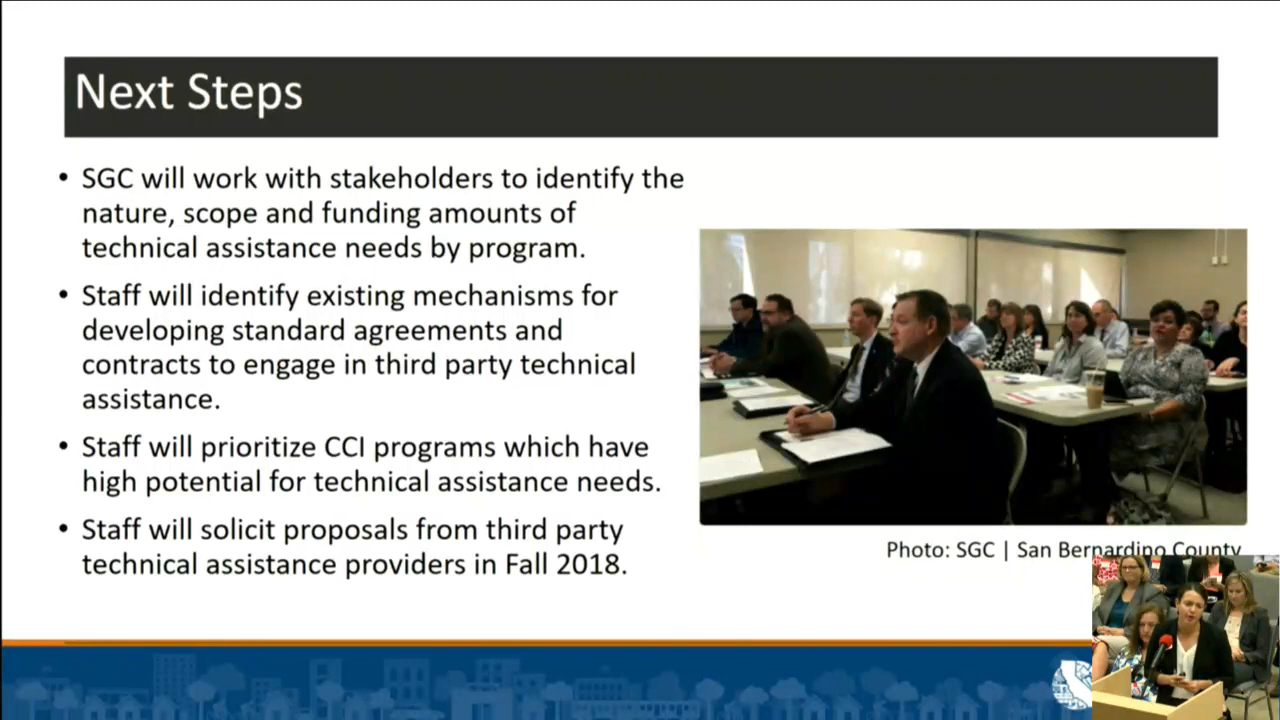 Next Steps
• SGC will work with stakeholders to identify the
nature, scope and funding amounts of
technical assistance needs by program.
• Staff will identify existing mechanisms for
developing standard agreements and
contracts to engage in third party technical
assistance.
• Staff will prioritize CCI programs which have
high potential for technical assistance needs.
• Staff will solicit proposals from third party
technical assistance providers in Fall 2018.
Photo: SGC | San Bernardino County